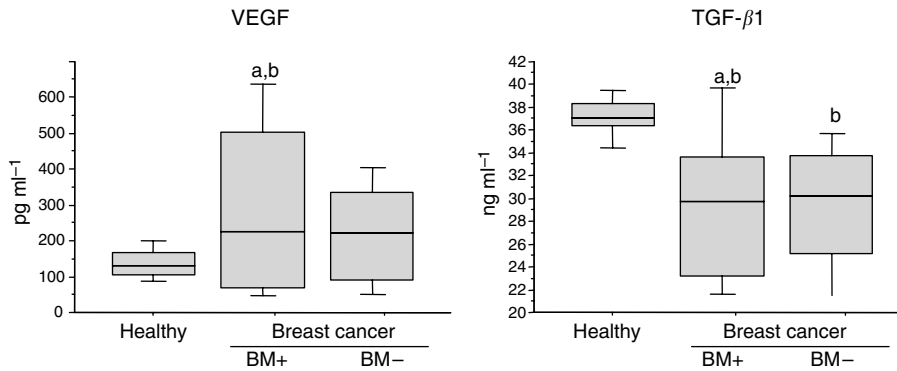 VEGF
pg ml⁻¹
600
500
400
300
200
100
0
a,b
Healthy
Breast cancer
BM+
BM−
TGF-β1
ng ml⁻¹
42
40
38
36
34
32
30
28
26
24
22
20
a,b
b
Healthy
Breast cancer
BM+
BM−